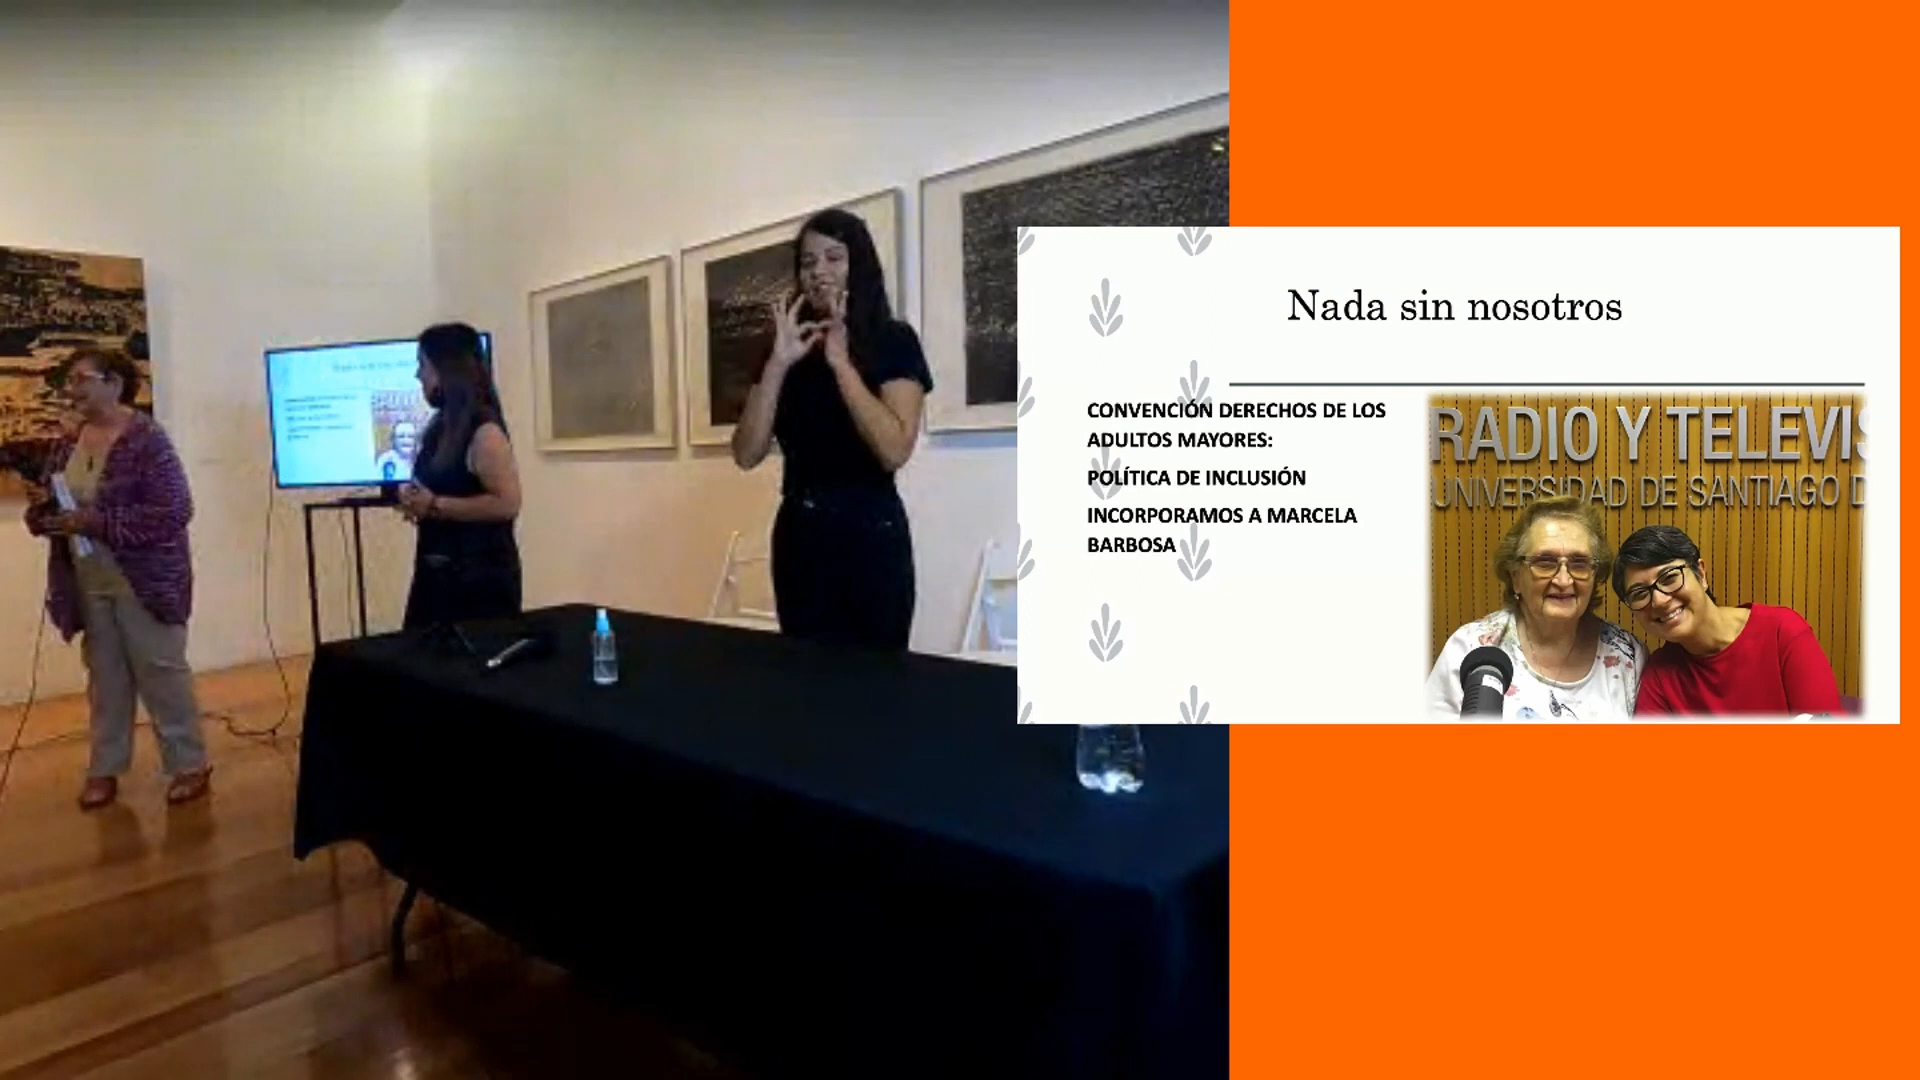 Nada sin nosotros
CONVENCIÓN DERECHOS DE LOS
ADULTOS MAYORES:
POLÍTICA DE INCLUSIÓN
INCORPORAMOS A MARCELA
BARBOSA
RADIO Y TELEVIS
UNIVERSIDAD DE SANTIAGO D